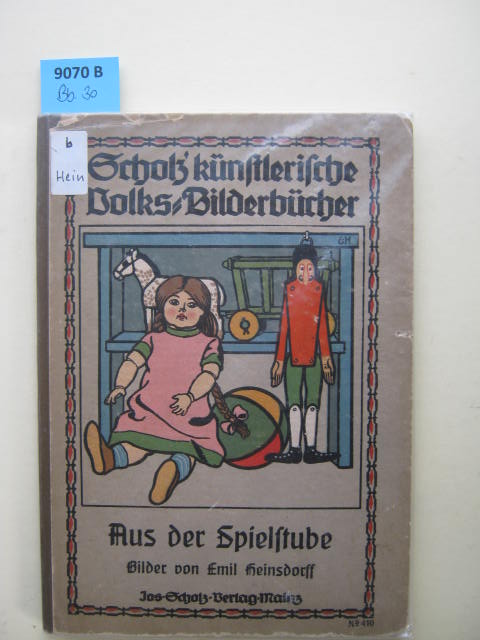 9070 B
Bb. 30
b
Hein
Scholz' künſtleriſche
Volks-Bilderbücher
EH
Aus der Spielſtube
Bilder von Emil Heinsdorff
Jos-Scholz-Verlag-Mainz
Nº 410